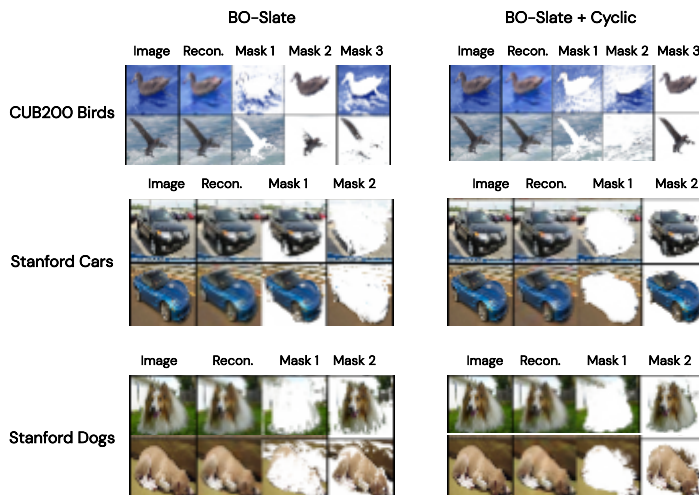 BO-Slate
BO-Slate + Cyclic
Image Recon. Mask 1 Mask 2 Mask 3
Image Recon. Mask 1 Mask 2 Mask 3
CUB200 Birds
Image Recon. Mask 1 Mask 2
Image Recon. Mask 1 Mask 2
Stanford Cars
Image Recon. Mask 1 Mask 2
Image Recon. Mask 1 Mask 2
Stanford Dogs